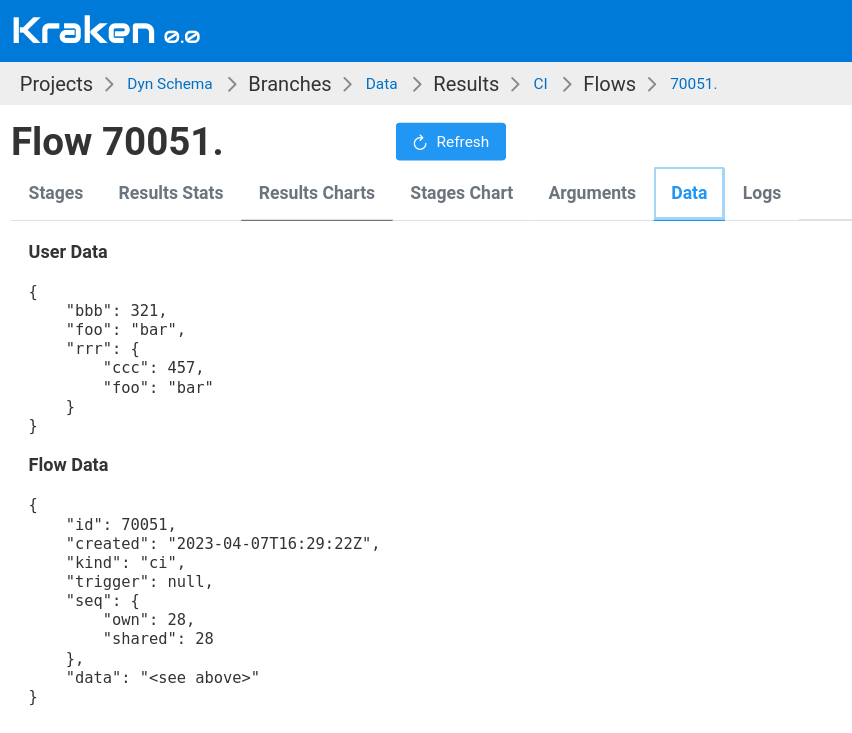 Kraken 0.0
Projects > Dyn Schema > Branches > Data > Results > CI > Flows > 70051.
Flow 70051. Refresh
Stages Results Stats Results Charts Stages Chart Arguments Data Logs
User Data
{
    "bbb": 321,
    "foo": "bar",
    "rrr": {
        "ccc": 457,
        "foo": "bar"
    }
}
Flow Data
{
    "id": 70051,
    "created": "2023-04-07T16:29:22Z",
    "kind": "ci",
    "trigger": null,
    "seq": {
        "own": 28,
        "shared": 28
    },
    "data": "<see above>"
}